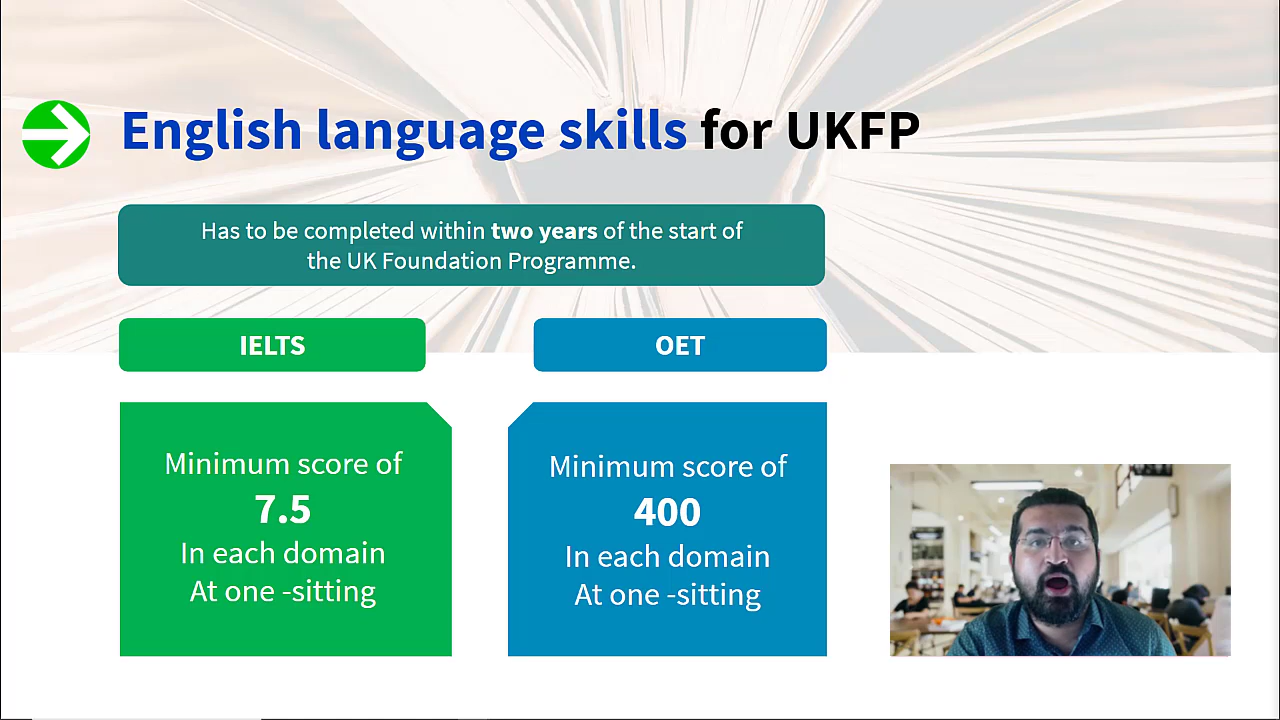 English language skills for UKFP
Has to be completed within two years of the start of
the UK Foundation Programme.
IELTS
OET
Minimum score of
7.5
In each domain
At one -sitting
Minimum score of
400
In each domain
At one -sitting